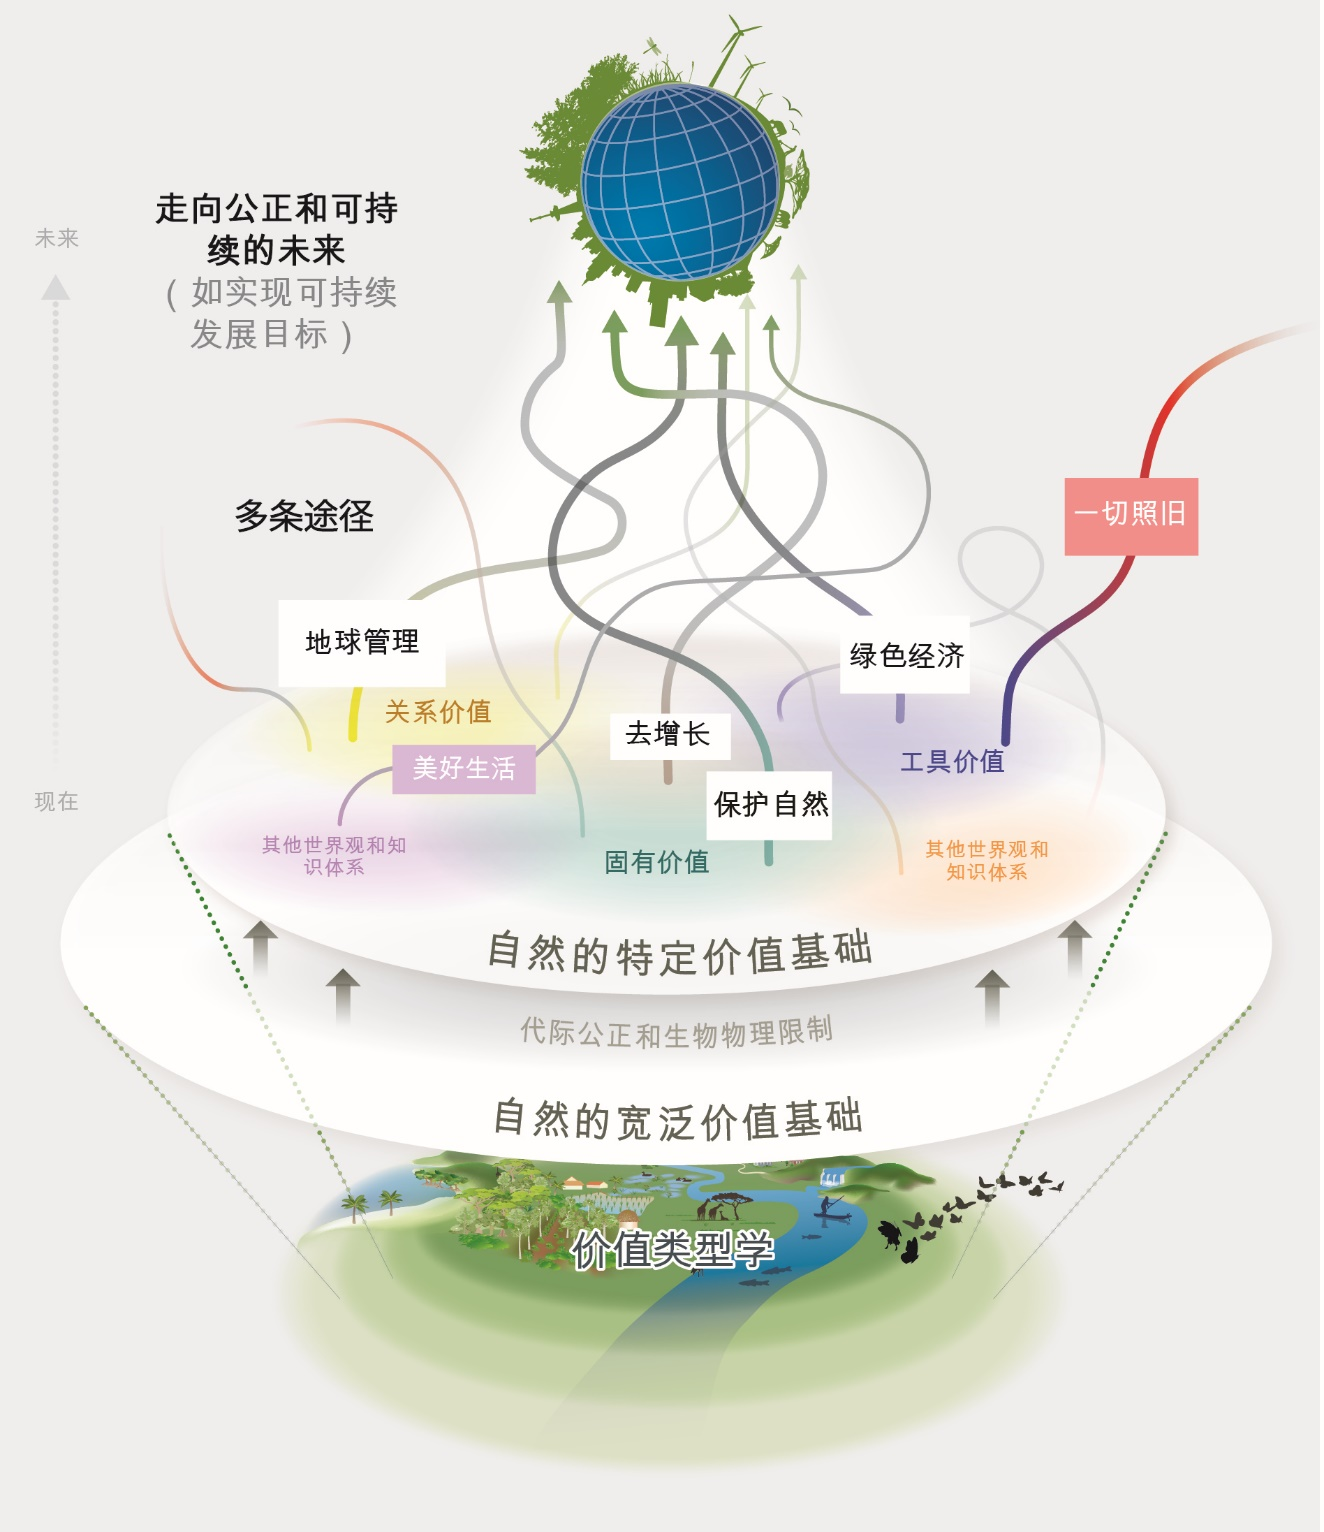 走向公正和可持
续的未来
（如实现可持续
发展目标）
未来
多条途径
一切照旧
地球管理
绿色经济
关系价值
去增长
工具价值
美好生活
现在
保护自然
其他世界观和知
识体系
固有价值
其他世界观和
知识体系
自然的特定价值基础
代际公正和生物物理限制
自然的宽泛价值基础
价值类型学